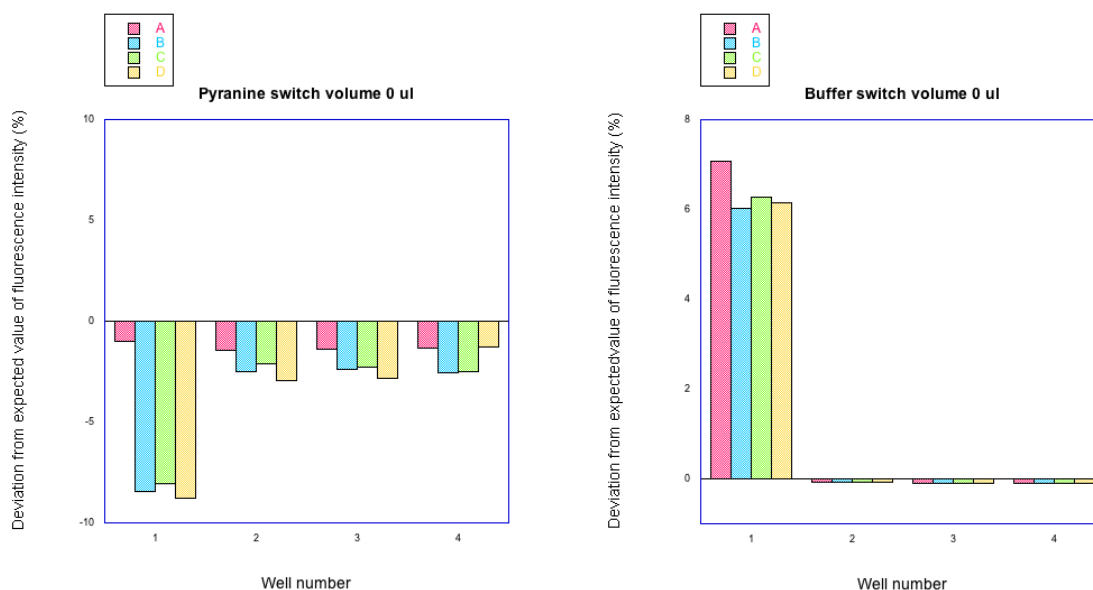 A
B
C
D
Pyranine switch volume 0 ul
Deviation from expected value of fluorescence intensity (%)
10
5
0
-5
-10
1 2 3 4
Well number
A
B
C
D
Buffer switch volume 0 ul
Deviation from expectedvalue of fluorescence intensity (%)
8
6
4
2
0
1 2 3 4
Well number